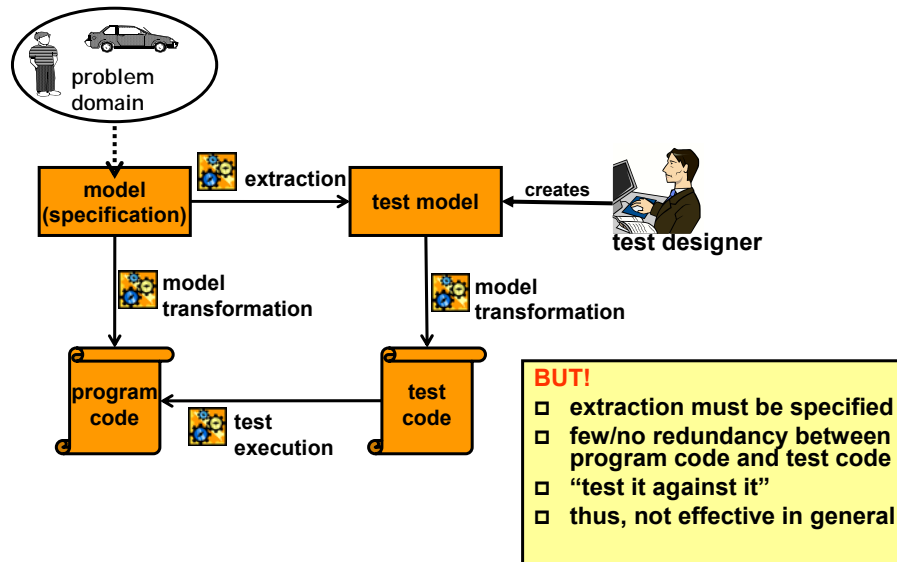 problem
domain
model
(specification)
extraction
test model
creates
test designer
model
transformation
model
transformation
program
code
test
execution
test
code
BUT!
extraction must be specified
few/no redundancy between
program code and test code
“test it against it”
thus, not effective in general